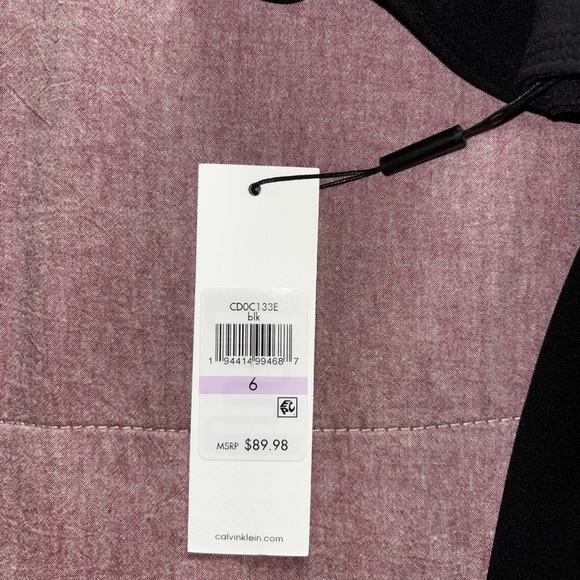 CD0C133E
blk
1 94414 99468 7
6
MSRP $89.98
calvinklein.com